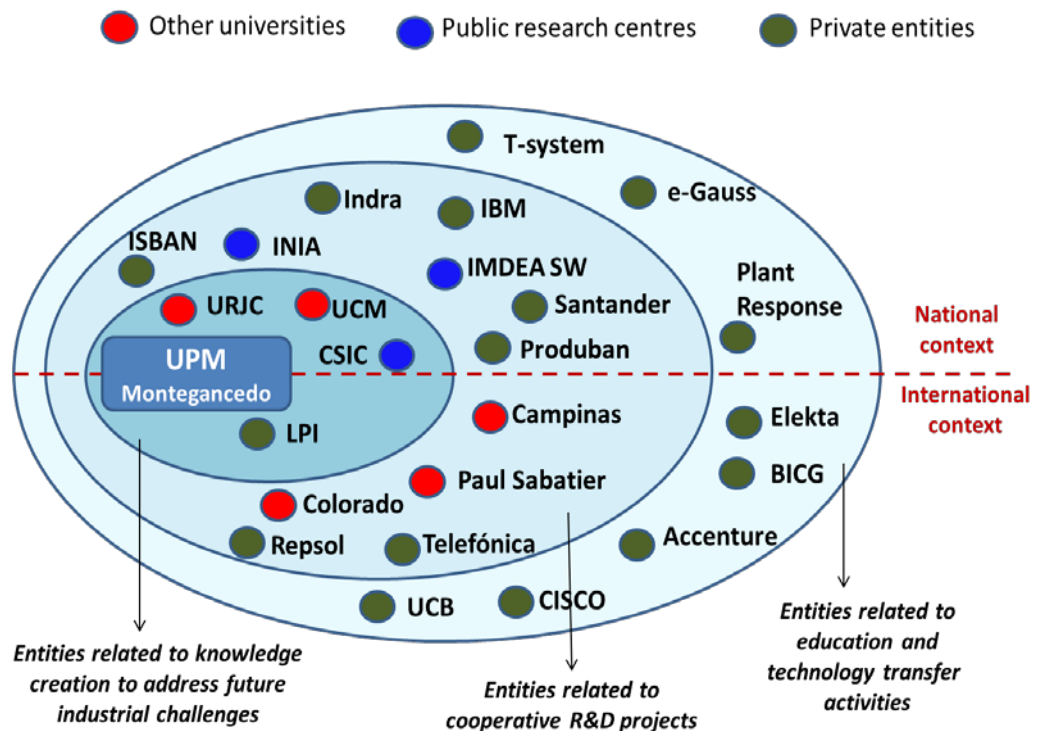 Other universities
Public research centres
Private entities
T-system
e-Gauss
Indra
IBM
ISBAN
INIA
IMDEA SW
Plant
Response
Santander
URJC
UCM
National
context
CSIC
Produban
UPM
Montegancedo
International
context
Campinas
Elekta
LPI
Paul Sabatier
BICG
Colorado
Repsol
Telefónica
Accenture
UCB
CISCO
Entities related to knowledge
creation to address future
industrial challenges
Entities related to
cooperative R&D projects
Entities related to
education and
technology transfer
activities